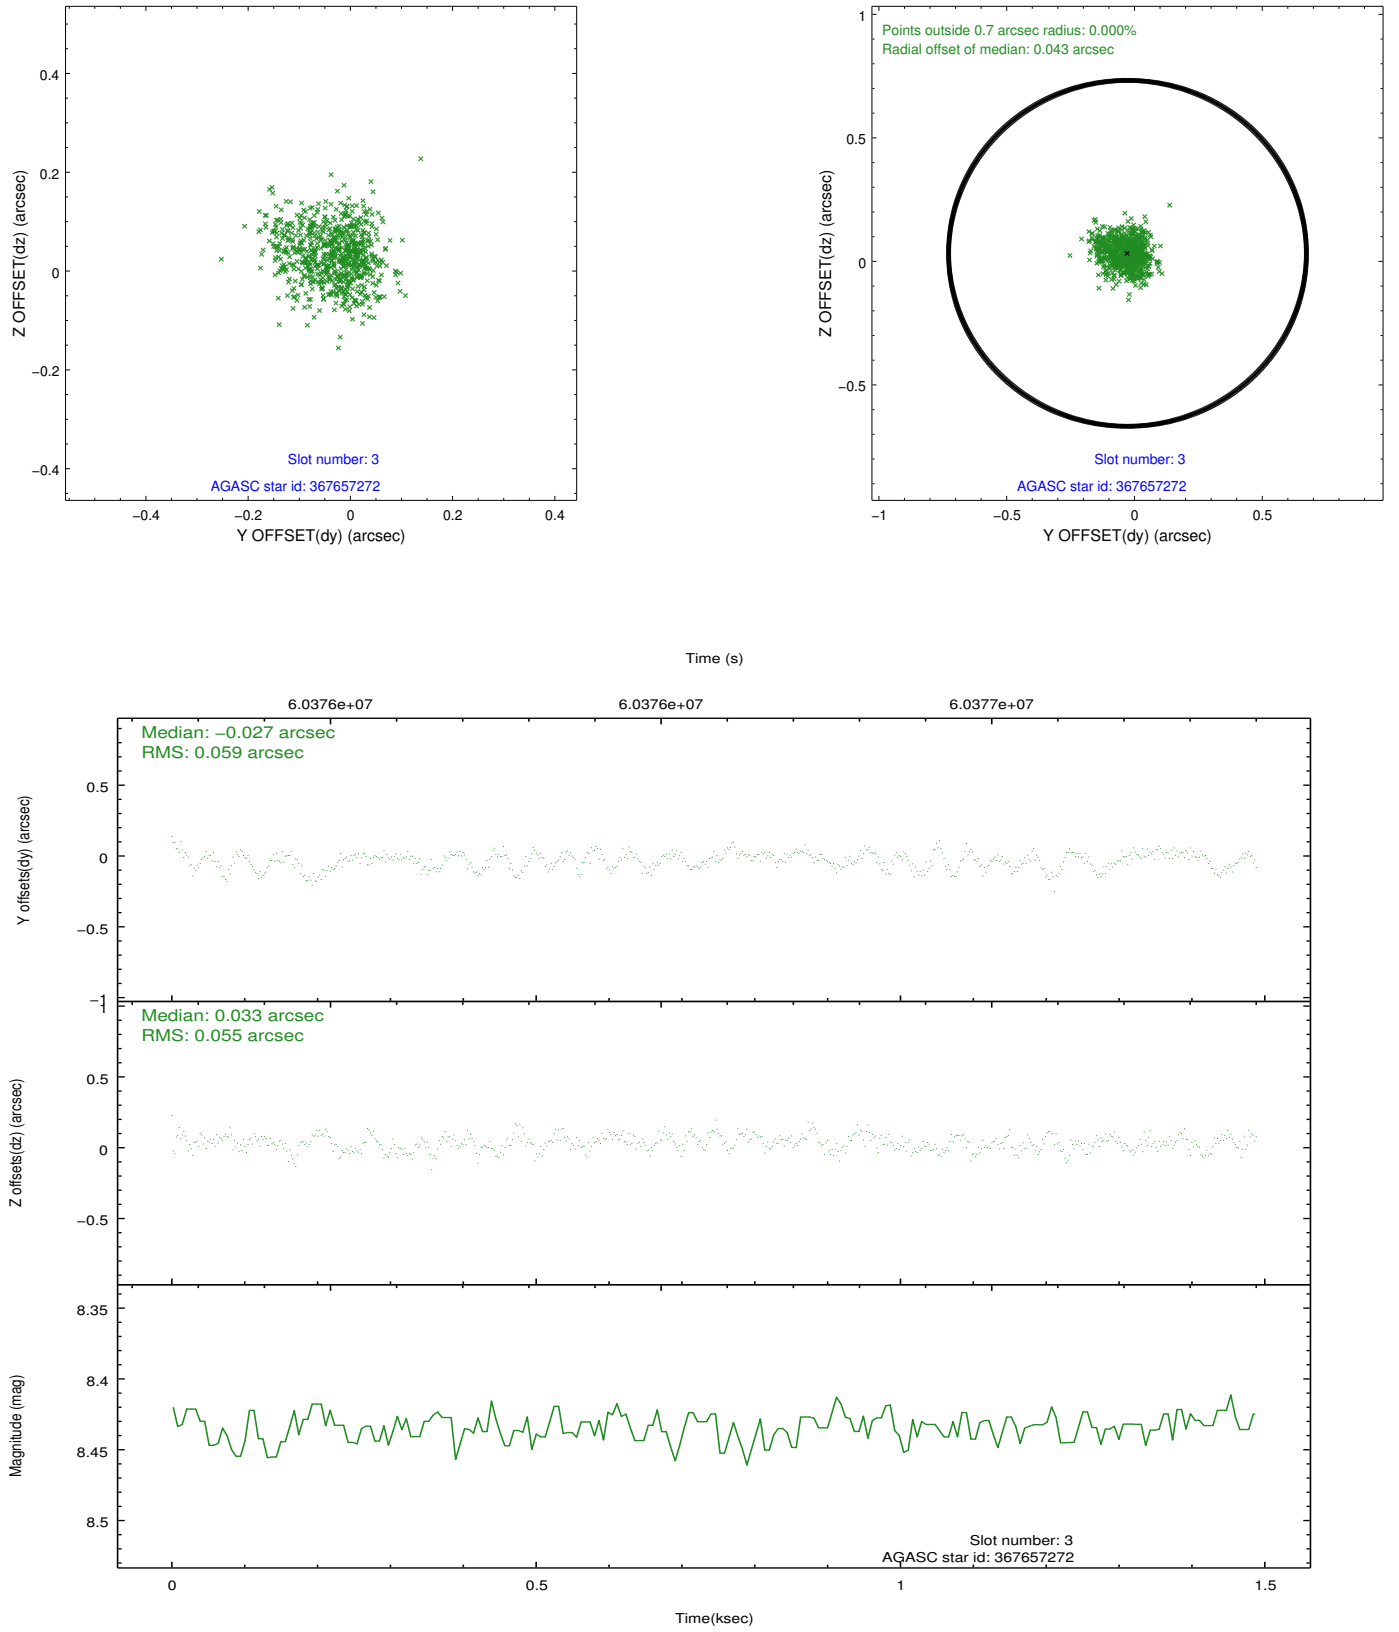 0.4
0.2
0
−0.2
−0.4
Z OFFSET(dz) (arcsec)
Slot number: 3
AGASC star id: 367657272
−0.4 −0.2 0 0.2 0.4
Y OFFSET(dy) (arcsec)
Points outside 0.7 arcsec radius: 0.000%
Radial offset of median: 0.043 arcsec
1
0.5
0
−0.5
Z OFFSET(dz) (arcsec)
Slot number: 3
AGASC star id: 367657272
−1 −0.5 0 0.5
Y OFFSET(dy) (arcsec)
Time (s)
6.0376e+07 6.0376e+07 6.0377e+07
Median: −0.027 arcsec
RMS: 0.059 arcsec
0.5
0
−0.5
−1
Y offsets(dy) (arcsec)
1
Median: 0.033 arcsec
RMS: 0.055 arcsec
0.5
0
−0.5
Z offsets(dz) (arcsec)
8.35
8.4
8.45
8.5
Magnitude (mag)
Slot number: 3
AGASC star id: 367657272
0 0.5 1 1.5
Time(ksec)